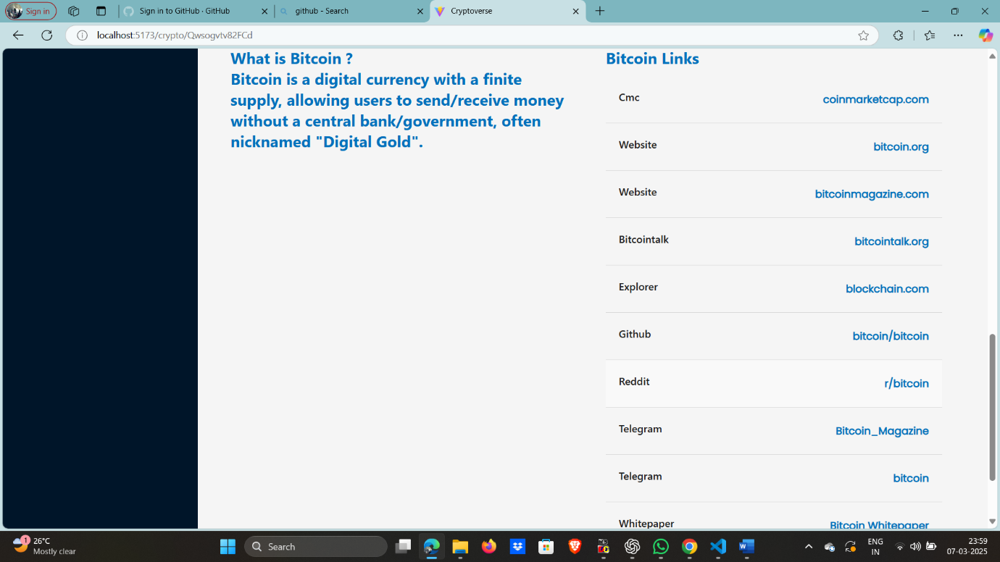 Sign in
Sign in to GitHub · GitHub
github - Search
Cryptoverse
localhost:5173/crypto/Qwsogvtv82FCd
What is Bitcoin ?
Bitcoin is a digital currency with a finite
supply, allowing users to send/receive money
without a central bank/government, often
nicknamed "Digital Gold".
Bitcoin Links
Cmc coinmarketcap.com
Website bitcoin.org
Website bitcoinmagazine.com
Bitcointalk bitcointalk.org
Explorer blockchain.com
Github bitcoin/bitcoin
Reddit r/bitcoin
Telegram Bitcoin_Magazine
Telegram bitcoin
Whitepaper Bitcoin Whitepaper
1
26°C
Mostly clear
Search
ENG
IN
23:59
07-03-2025